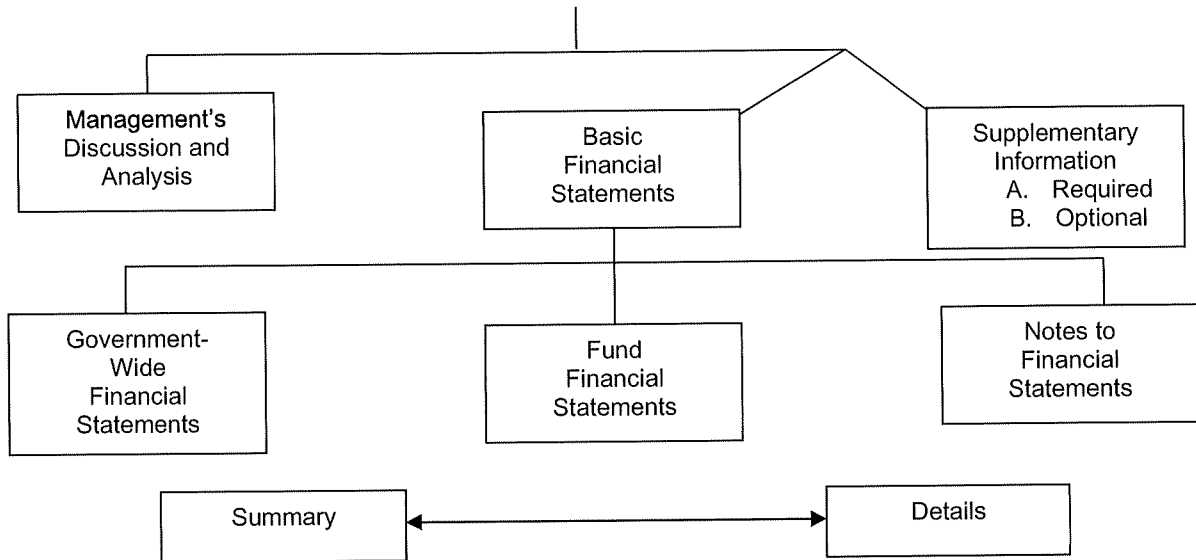 Management's
Discussion and
Analysis
Basic
Financial
Statements
Supplementary
Information
A. Required
B. Optional
Government-
Wide
Financial
Statements
Fund
Financial
Statements
Notes to
Financial
Statements
Summary
Details